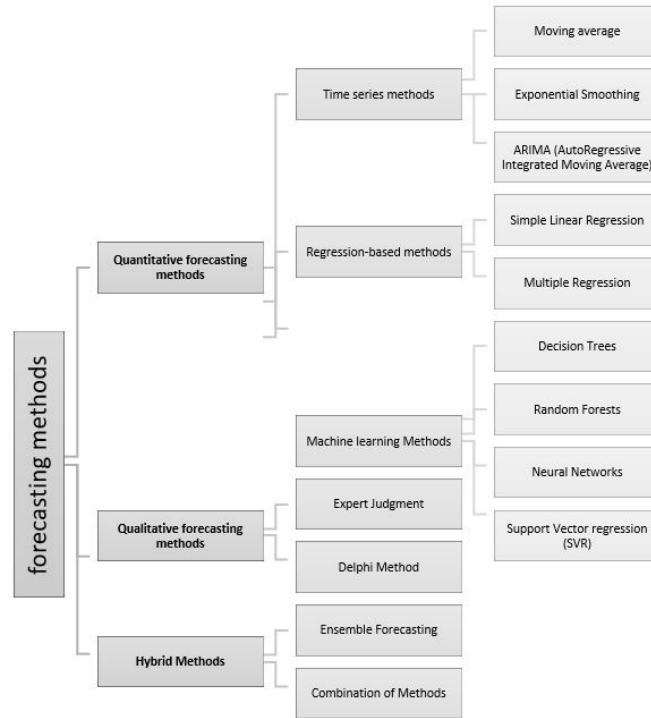 forecasting methods
Quantitative forecasting
methods
Time series methods
Moving average
Exponential Smoothing
ARIMA (AutoRegressive
Integrated Moving Average)
Regression-based methods
Simple Linear Regression
Multiple Regression
Machine learning Methods
Decision Trees
Random Forests
Neural Networks
Support Vector regression
(SVR)
Qualitative forecasting
methods
Expert Judgment
Delphi Method
Hybrid Methods
Ensemble Forecasting
Combination of Methods